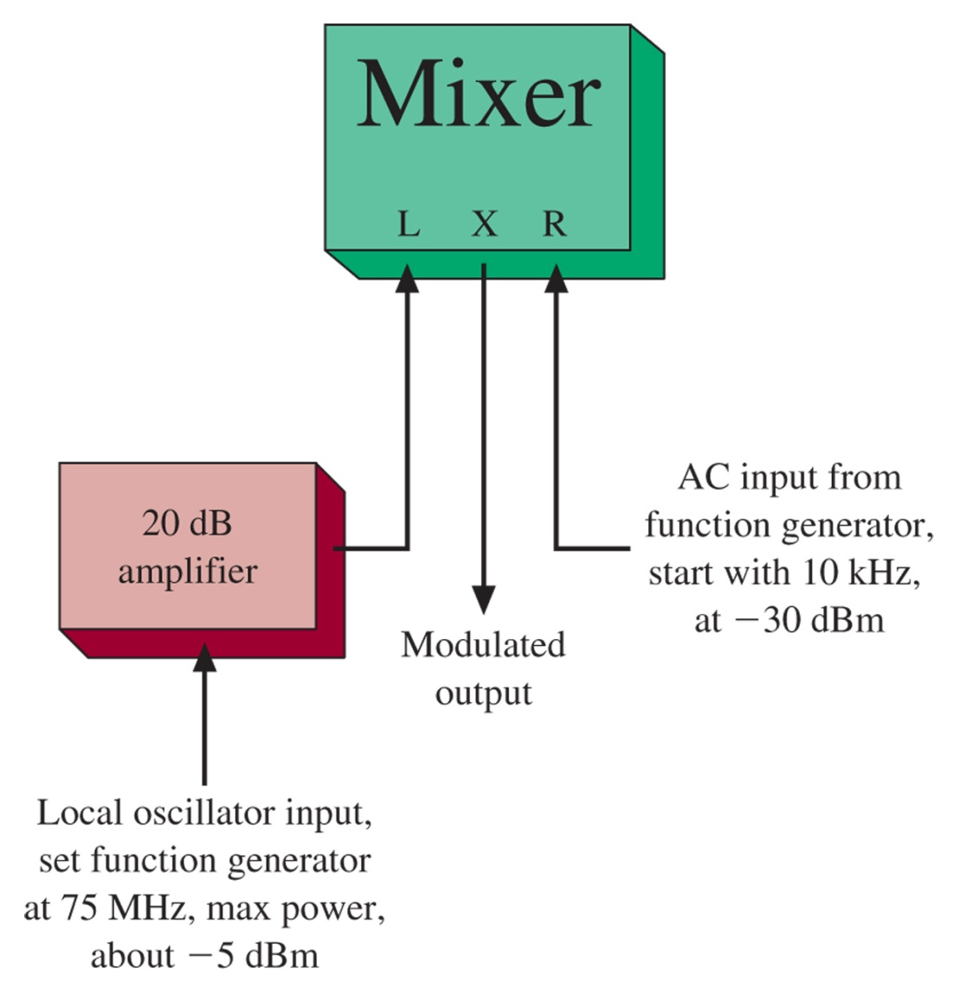 Mixer
L X R
20 dB
amplifier
AC input from
function generator,
start with 10 kHz,
at −30 dBm
Modulated
output
Local oscillator input,
set function generator
at 75 MHz, max power,
about −5 dBm